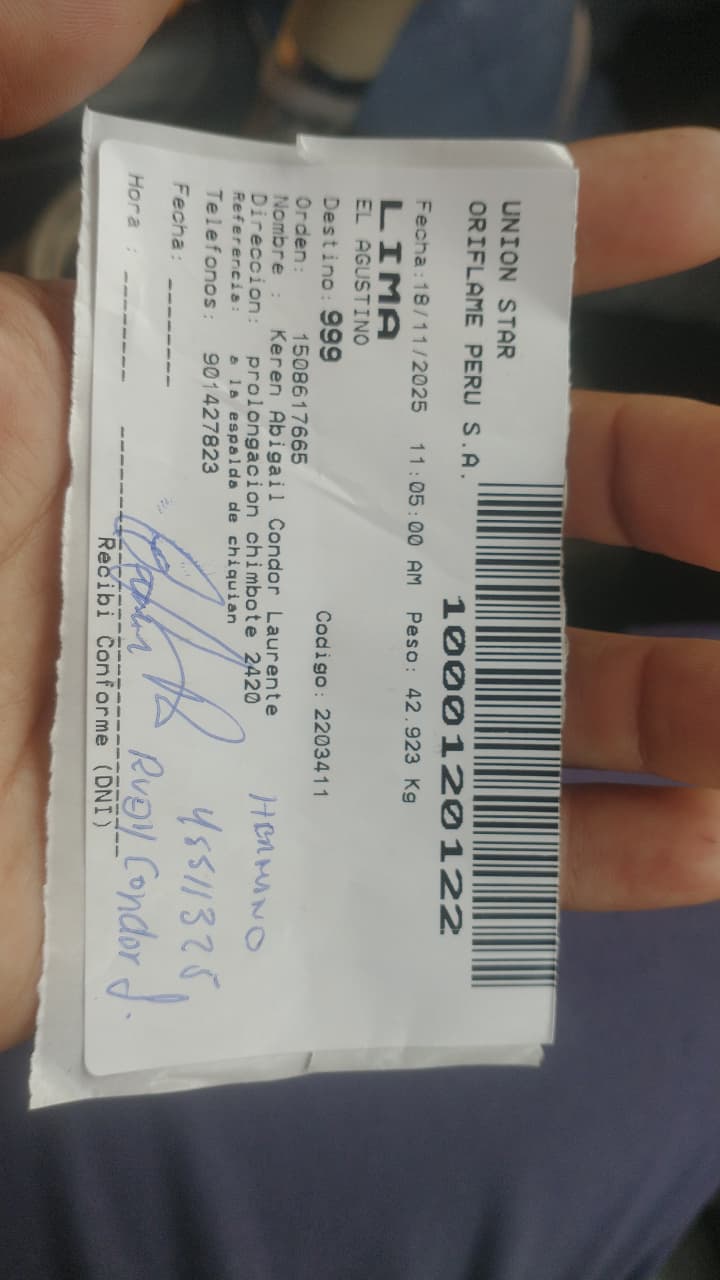 UNION STAR
ORIFLAME PERU S.A.
1000120122
Fecha:18/11/2025 11:05:00 AM Peso: 42.923 Kg
LIMA
EL AGUSTINO
Destino:999 Codigo: 2203411
Orden: 1508617665
Nombre : Keren Abigail Condor Laurente
Direccion: prolongacion chimbote 2420
Referencia: a la espalda de chiquian
Telefonos: 901427823
HERMANO
45511325
Fecha: --------
Rudy Condor J.
Hora : --------
Recibi Conforme (DNI)